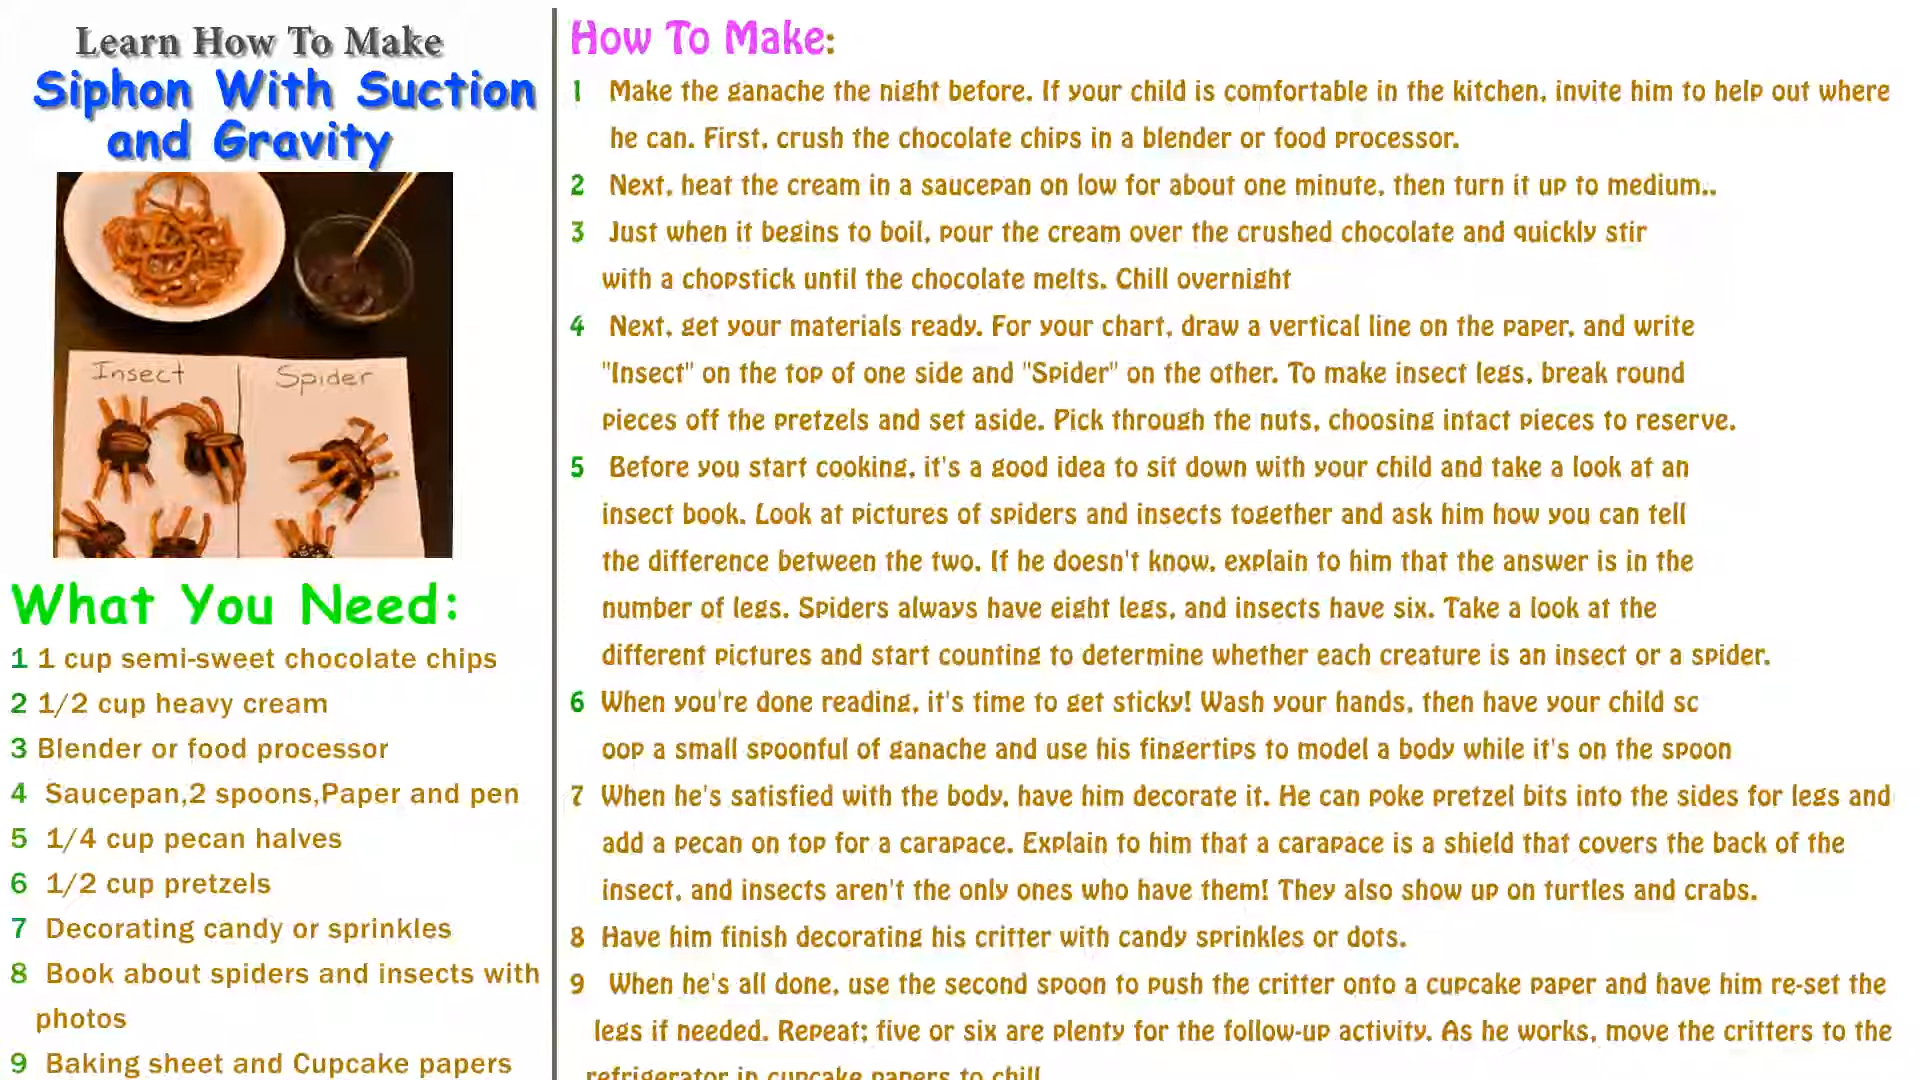 Learn How To Make
Siphon With Suction
and Gravity
Insect
Spider
What You Need:
1 1 cup semi-sweet chocolate chips
2 1/2 cup heavy cream
3 Blender or food processor
4 Saucepan,2 spoons,Paper and pen
5 1/4 cup pecan halves
6 1/2 cup pretzels
7 Decorating candy or sprinkles
8 Book about spiders and insects with
photos
9 Baking sheet and Cupcake papers
How To Make:
1 Make the ganache the night before. If your child is comfortable in the kitchen, invite him to help out where
he can. First, crush the chocolate chips in a blender or food processor.
2 Next, heat the cream in a saucepan on low for about one minute, then turn it up to medium..
3 Just when it begins to boil, pour the cream over the crushed chocolate and quickly stir
with a chopstick until the chocolate melts. Chill overnight
4 Next, get your materials ready. For your chart, draw a vertical line on the paper, and write
"Insect" on the top of one side and "Spider" on the other. To make insect legs, break round
pieces off the pretzels and set aside. Pick through the nuts, choosing intact pieces to reserve.
5 Before you start cooking, it's a good idea to sit down with your child and take a look at an
insect book. Look at pictures of spiders and insects together and ask him how you can tell
the difference between the two. If he doesn't know, explain to him that the answer is in the
number of legs. Spiders always have eight legs, and insects have six. Take a look at the
different pictures and start counting to determine whether each creature is an insect or a spider.
6 When you're done reading, it's time to get sticky! Wash your hands, then have your child sc
oop a small spoonful of ganache and use his fingertips to model a body while it's on the spoon
7 When he's satisfied with the body, have him decorate it. He can poke pretzel bits into the sides for legs and
add a pecan on top for a carapace. Explain to him that a carapace is a shield that covers the back of the
insect, and insects aren't the only ones who have them! They also show up on turtles and crabs.
8 Have him finish decorating his critter with candy sprinkles or dots.
9 When he's all done, use the second spoon to push the critter onto a cupcake paper and have him re-set the
legs if needed. Repeat; five or six are plenty for the follow-up activity. As he works, move the critters to the
refrigerator in cupcake papers to chill